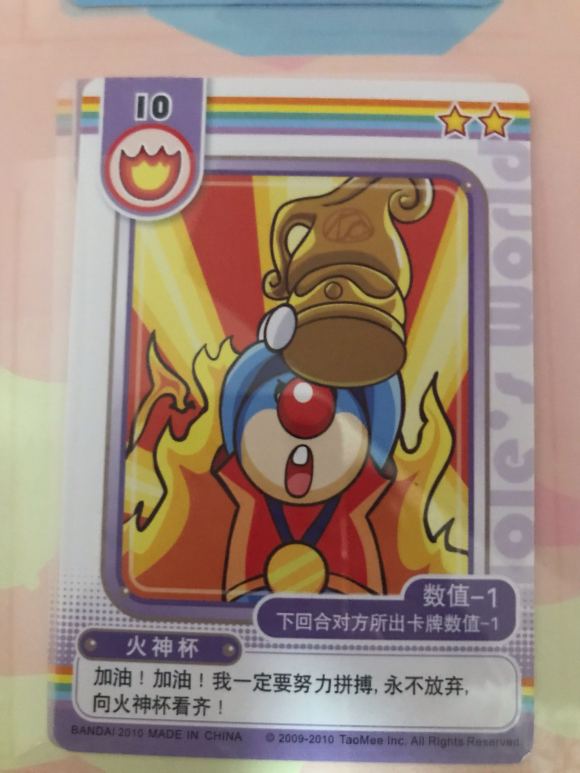 10
mole's world
数值-1
下回合对方所出卡牌数值-1
火神杯
加油！加油！我一定要努力拼搏，永不放弃，
向火神杯看齐！
BANDAI 2010 MADE IN CHINA © 2009-2010 TaoMee Inc. All Rights Reserved.